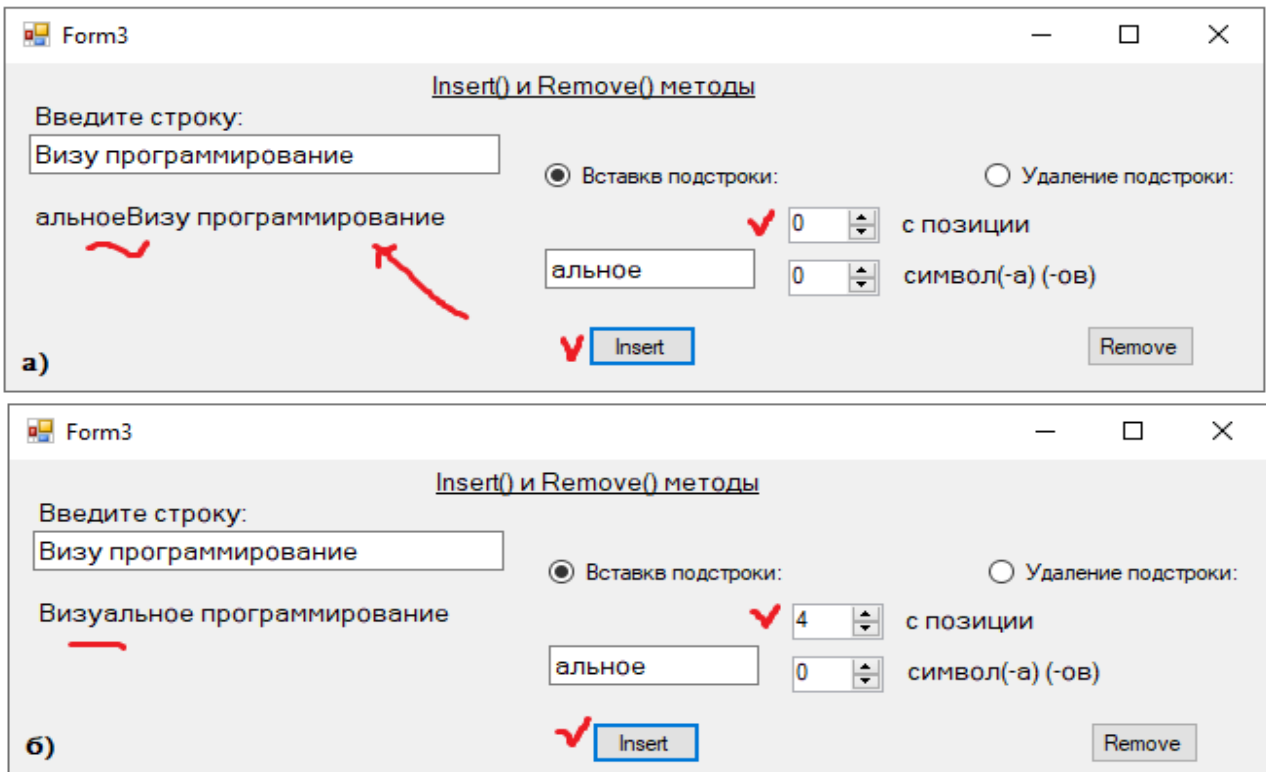 Form3
Insert() и Remove() методы
Введите строку:
Визу программирование
Вставкв подстроки:
Удаление подстроки:
альноеВизу программирование
0
с позиции
альное
0
символ(-а) (-ов)
Insert
Remove
а)
Form3
Insert() и Remove() методы
Введите строку:
Визу программирование
Вставкв подстроки:
Удаление подстроки:
Визуальное программирование
4
с позиции
альное
0
символ(-а) (-ов)
Insert
Remove
б)